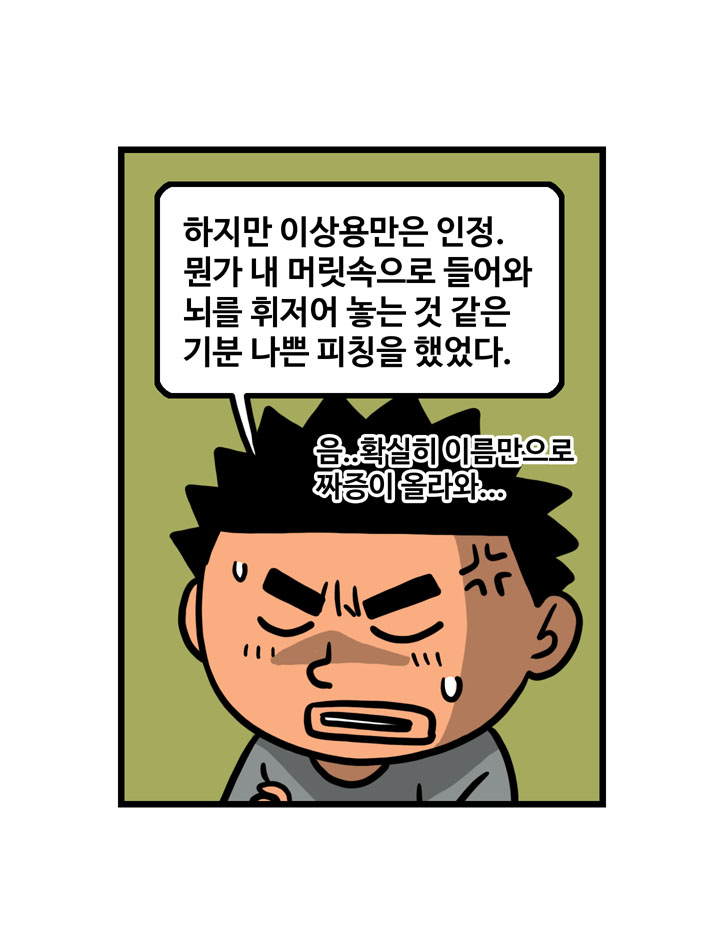 하지만 이상용만은 인정.
뭔가 내 머릿속으로 들어와
뇌를 휘저어 놓는 것 같은
기분 나쁜 피칭을 했었다.
음..확실히 이름만으로
짜증이 올라와...